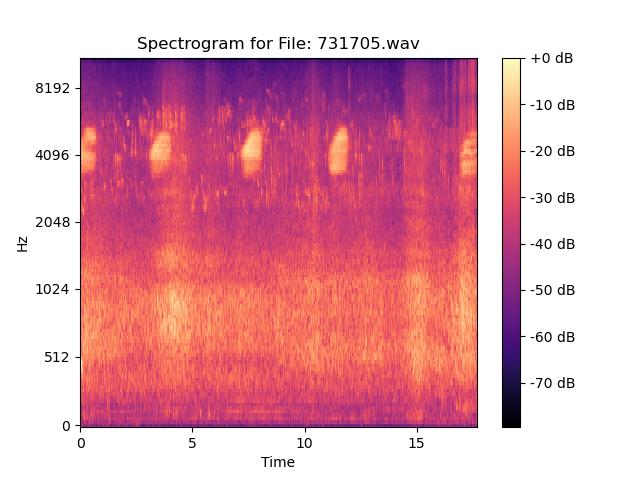 Spectrogram for File: 731705.wav
8192
4096
2048
1024
512
0
Hz
0
5
10
15
Time
+0 dB
-10 dB
-20 dB
-30 dB
-40 dB
-50 dB
-60 dB
-70 dB